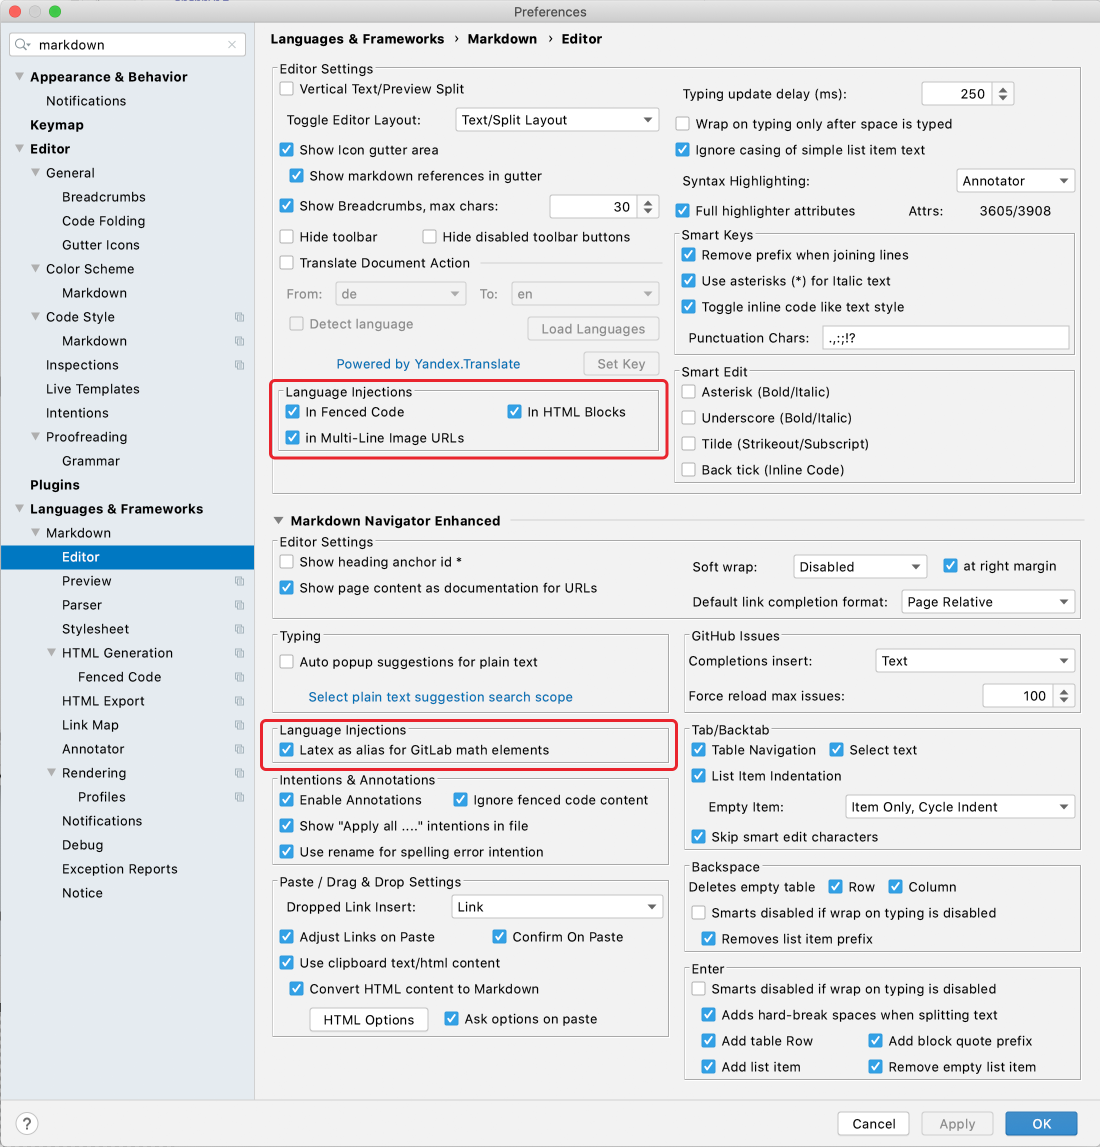 Preferences
markdown
Appearance & Behavior
Notifications
Keymap
Editor
General
Breadcrumbs
Code Folding
Gutter Icons
Color Scheme
Markdown
Code Style
Markdown
Inspections
Live Templates
Intentions
Proofreading
Grammar
Plugins
Languages & Frameworks
Markdown
Editor
Preview
Parser
Stylesheet
HTML Generation
Fenced Code
HTML Export
Link Map
Annotator
Rendering
Profiles
Notifications
Debug
Exception Reports
Notice
Languages & Frameworks › Markdown › Editor
Editor Settings
Vertical Text/Preview Split
Toggle Editor Layout: Text/Split Layout
Show Icon gutter area
Show markdown references in gutter
Show Breadcrumbs, max chars: 30
Hide toolbar Hide disabled toolbar buttons
Translate Document Action
From: de To: en
Detect language Load Languages
Powered by Yandex.Translate Set Key
Language Injections
In Fenced Code In HTML Blocks
in Multi-Line Image URLs
Typing update delay (ms): 250
Wrap on typing only after space is typed
Ignore casing of simple list item text
Syntax Highlighting: Annotator
Full highlighter attributes Attrs: 3605/3908
Smart Keys
Remove prefix when joining lines
Use asterisks (*) for Italic text
Toggle inline code like text style
Punctuation Chars: .,:;!?
Smart Edit
Asterisk (Bold/Italic)
Underscore (Bold/Italic)
Tilde (Strikeout/Subscript)
Back tick (Inline Code)
Markdown Navigator Enhanced
Editor Settings
Show heading anchor id *
Show page content as documentation for URLs
Soft wrap: Disabled at right margin
Default link completion format: Page Relative
Typing
Auto popup suggestions for plain text
Select plain text suggestion search scope
Language Injections
Latex as alias for GitLab math elements
Intentions & Annotations
Enable Annotations Ignore fenced code content
Show "Apply all ...." intentions in file
Use rename for spelling error intention
Paste / Drag & Drop Settings
Dropped Link Insert: Link
Adjust Links on Paste Confirm On Paste
Use clipboard text/html content
Convert HTML content to Markdown
HTML Options Ask options on paste
GitHub Issues
Completions insert: Text
Force reload max issues: 100
Tab/Backtab
Table Navigation Select text
List Item Indentation
Empty Item: Item Only, Cycle Indent
Skip smart edit characters
Backspace
Deletes empty table Row Column
Smarts disabled if wrap on typing is disabled
Removes list item prefix
Enter
Smarts disabled if wrap on typing is disabled
Adds hard-break spaces when splitting text
Add table Row Add block quote prefix
Add list item Remove empty list item
?
Cancel Apply OK